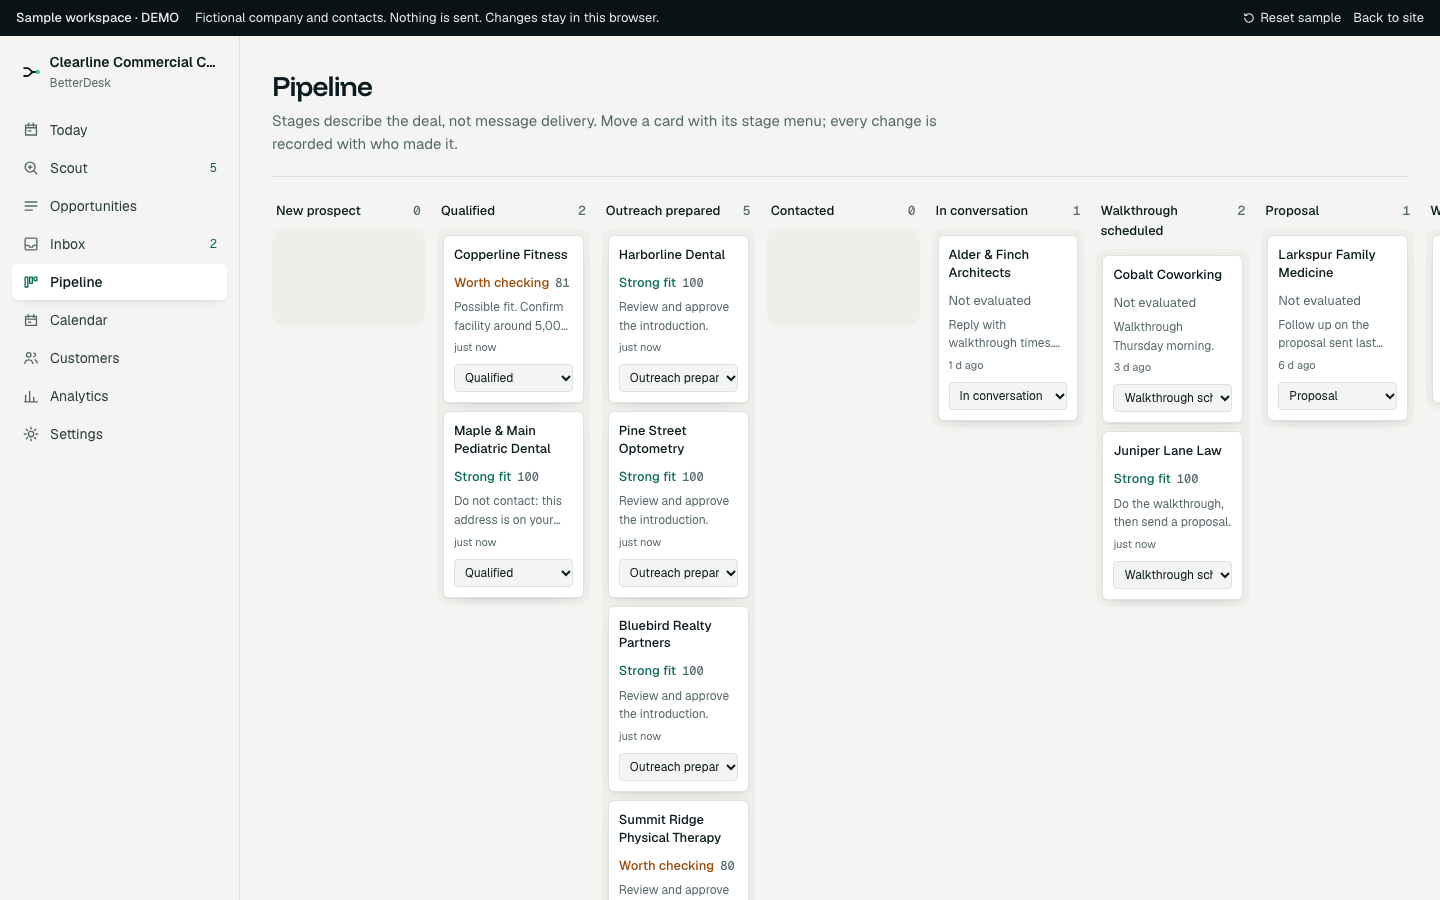 Sample workspace · DEMO Fictional company and contacts. Nothing is sent. Changes stay in this browser. Reset sample Back to site
Clearline Commercial C...
BetterDesk
Today
Scout 5
Opportunities
Inbox 2
Pipeline
Calendar
Customers
Analytics
Settings
Pipeline
Stages describe the deal, not message delivery. Move a card with its stage menu; every change is
recorded with who made it.
New prospect 0
Qualified 2
Copperline Fitness
Worth checking 81
Possible fit. Confirm
facility around 5,00...
just now
Qualified
Maple & Main
Pediatric Dental
Strong fit 100
Do not contact: this
address is on your...
just now
Qualified
Outreach prepared 5
Harborline Dental
Strong fit 100
Review and approve
the introduction.
just now
Outreach prepar
Pine Street
Optometry
Strong fit 100
Review and approve
the introduction.
just now
Outreach prepar
Bluebird Realty
Partners
Strong fit 100
Review and approve
the introduction.
just now
Outreach prepar
Summit Ridge
Physical Therapy
Worth checking 80
Review and approve
Contacted 0
In conversation 1
Alder & Finch
Architects
Not evaluated
Reply with
walkthrough times....
1 d ago
In conversation
Walkthrough 2
scheduled
Cobalt Coworking
Not evaluated
Walkthrough
Thursday morning.
3 d ago
Walkthrough sch
Juniper Lane Law
Strong fit 100
Do the walkthrough,
then send a proposal.
just now
Walkthrough sch
Proposal 1
Larkspur Family
Medicine
Not evaluated
Follow up on the
proposal sent last...
6 d ago
Proposal